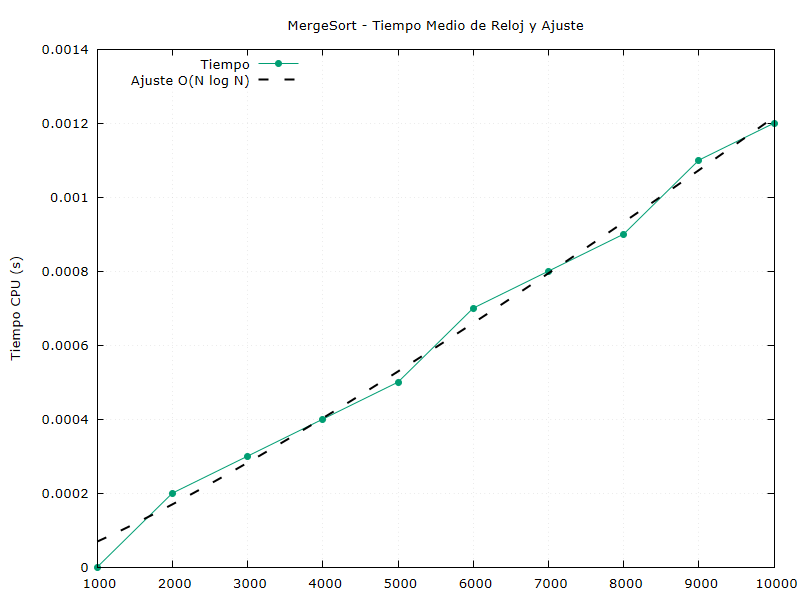 MergeSort - Tiempo Medio de Reloj y Ajuste
Tiempo
Ajuste O(N log N)
Tiempo CPU (s)
0.0014
0.0012
0.001
0.0008
0.0006
0.0004
0.0002
0
1000 2000 3000 4000 5000 6000 7000 8000 9000 10000